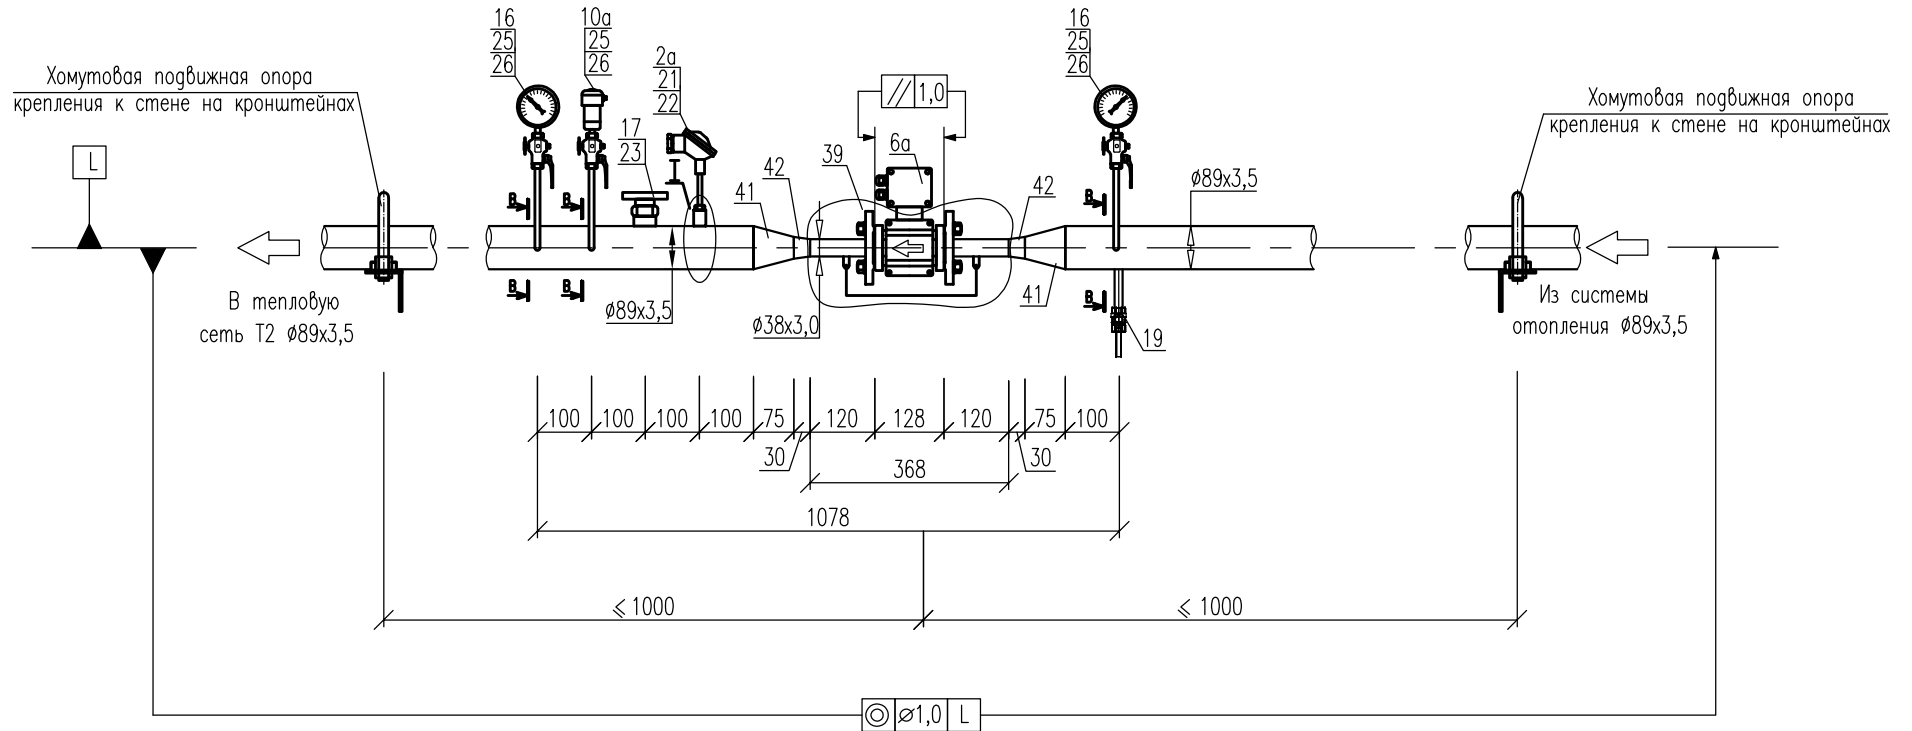 16
25
26
10а
25
26
2а
21
22
17
23
Хомутовая подвижная опора
крепления к стене на кронштейнах
L
39
42
41
// 1,0
6а
16
25
26
42
41
Хомутовая подвижная опора
крепления к стене на кронштейнах
В
В
В
В
В
В
I
В тепловую
сеть Т2 ø89х3,5
ø89х3,5
ø38х3,0
ø89х3,5
19
Из системы
отопления ø89х3,5
100 100 100 100 75 120 128 120 75 100
30 30
368
1078
⩽ 1000
⩽ 1000
◎ ⌀1,0 L